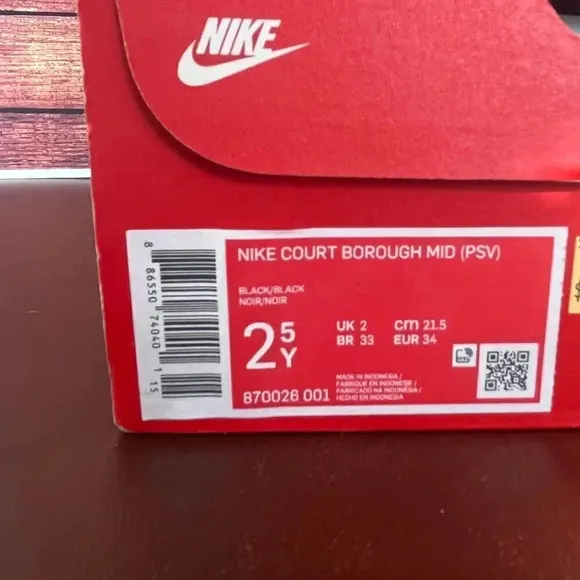 NIKE
NIKE COURT BOROUGH MID (PSV)
BLACK/BLACK
NOIR/NOIR
2 5 Y
UK 2 cm 21.5
BR 33 EUR 34
870026 001
MADE IN INDONESIA /
FABRIQUE EN INDONESIE /
FABRICADO NA INDONESIA /
HECHO EN INDONESIA
8 86550 74040 1 15